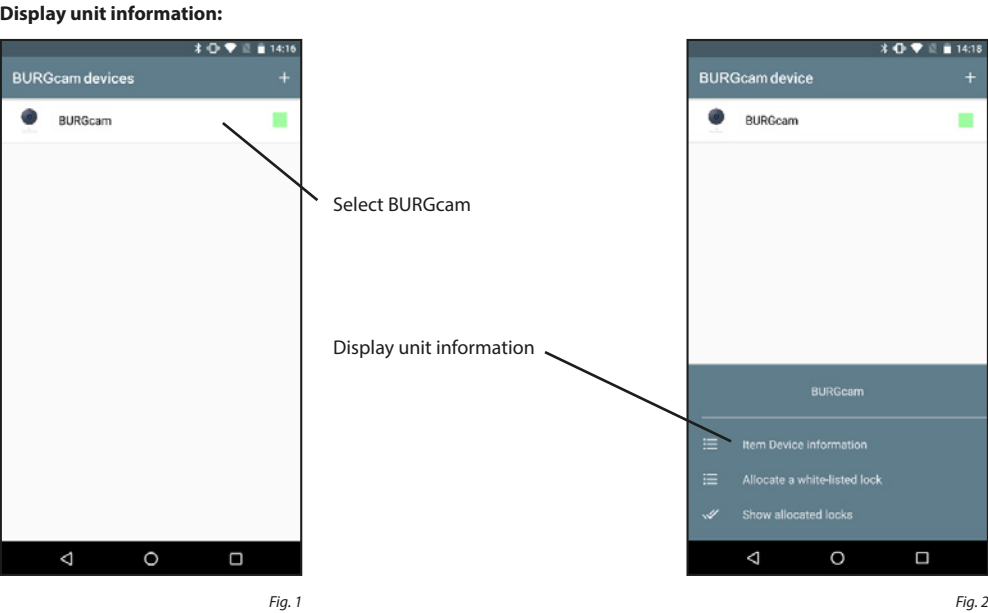 Display unit information:
14:16
BURGcam devices +
BURGcam
Select BURGcam
Display unit information
Fig. 1
14:18
BURGcam device +
BURGcam
BURGcam
Item Device information
Allocate a white-listed lock
Show allocated locks
Fig. 2